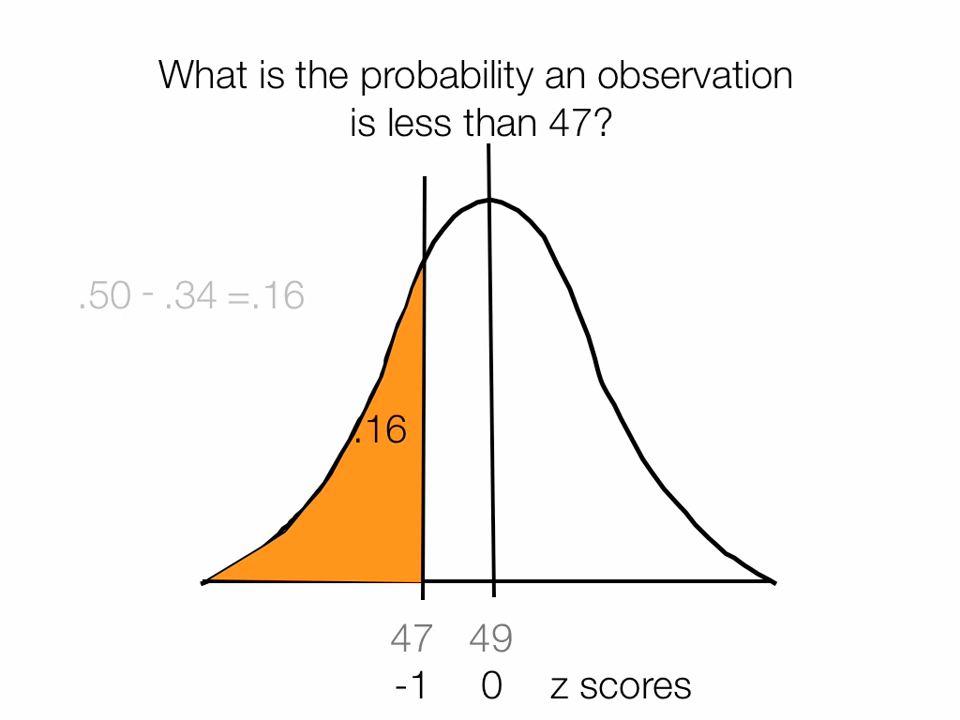 What is the probability an observation
is less than 47?
.50 - .34 =.16
.16
47 49
-1 0 z scores